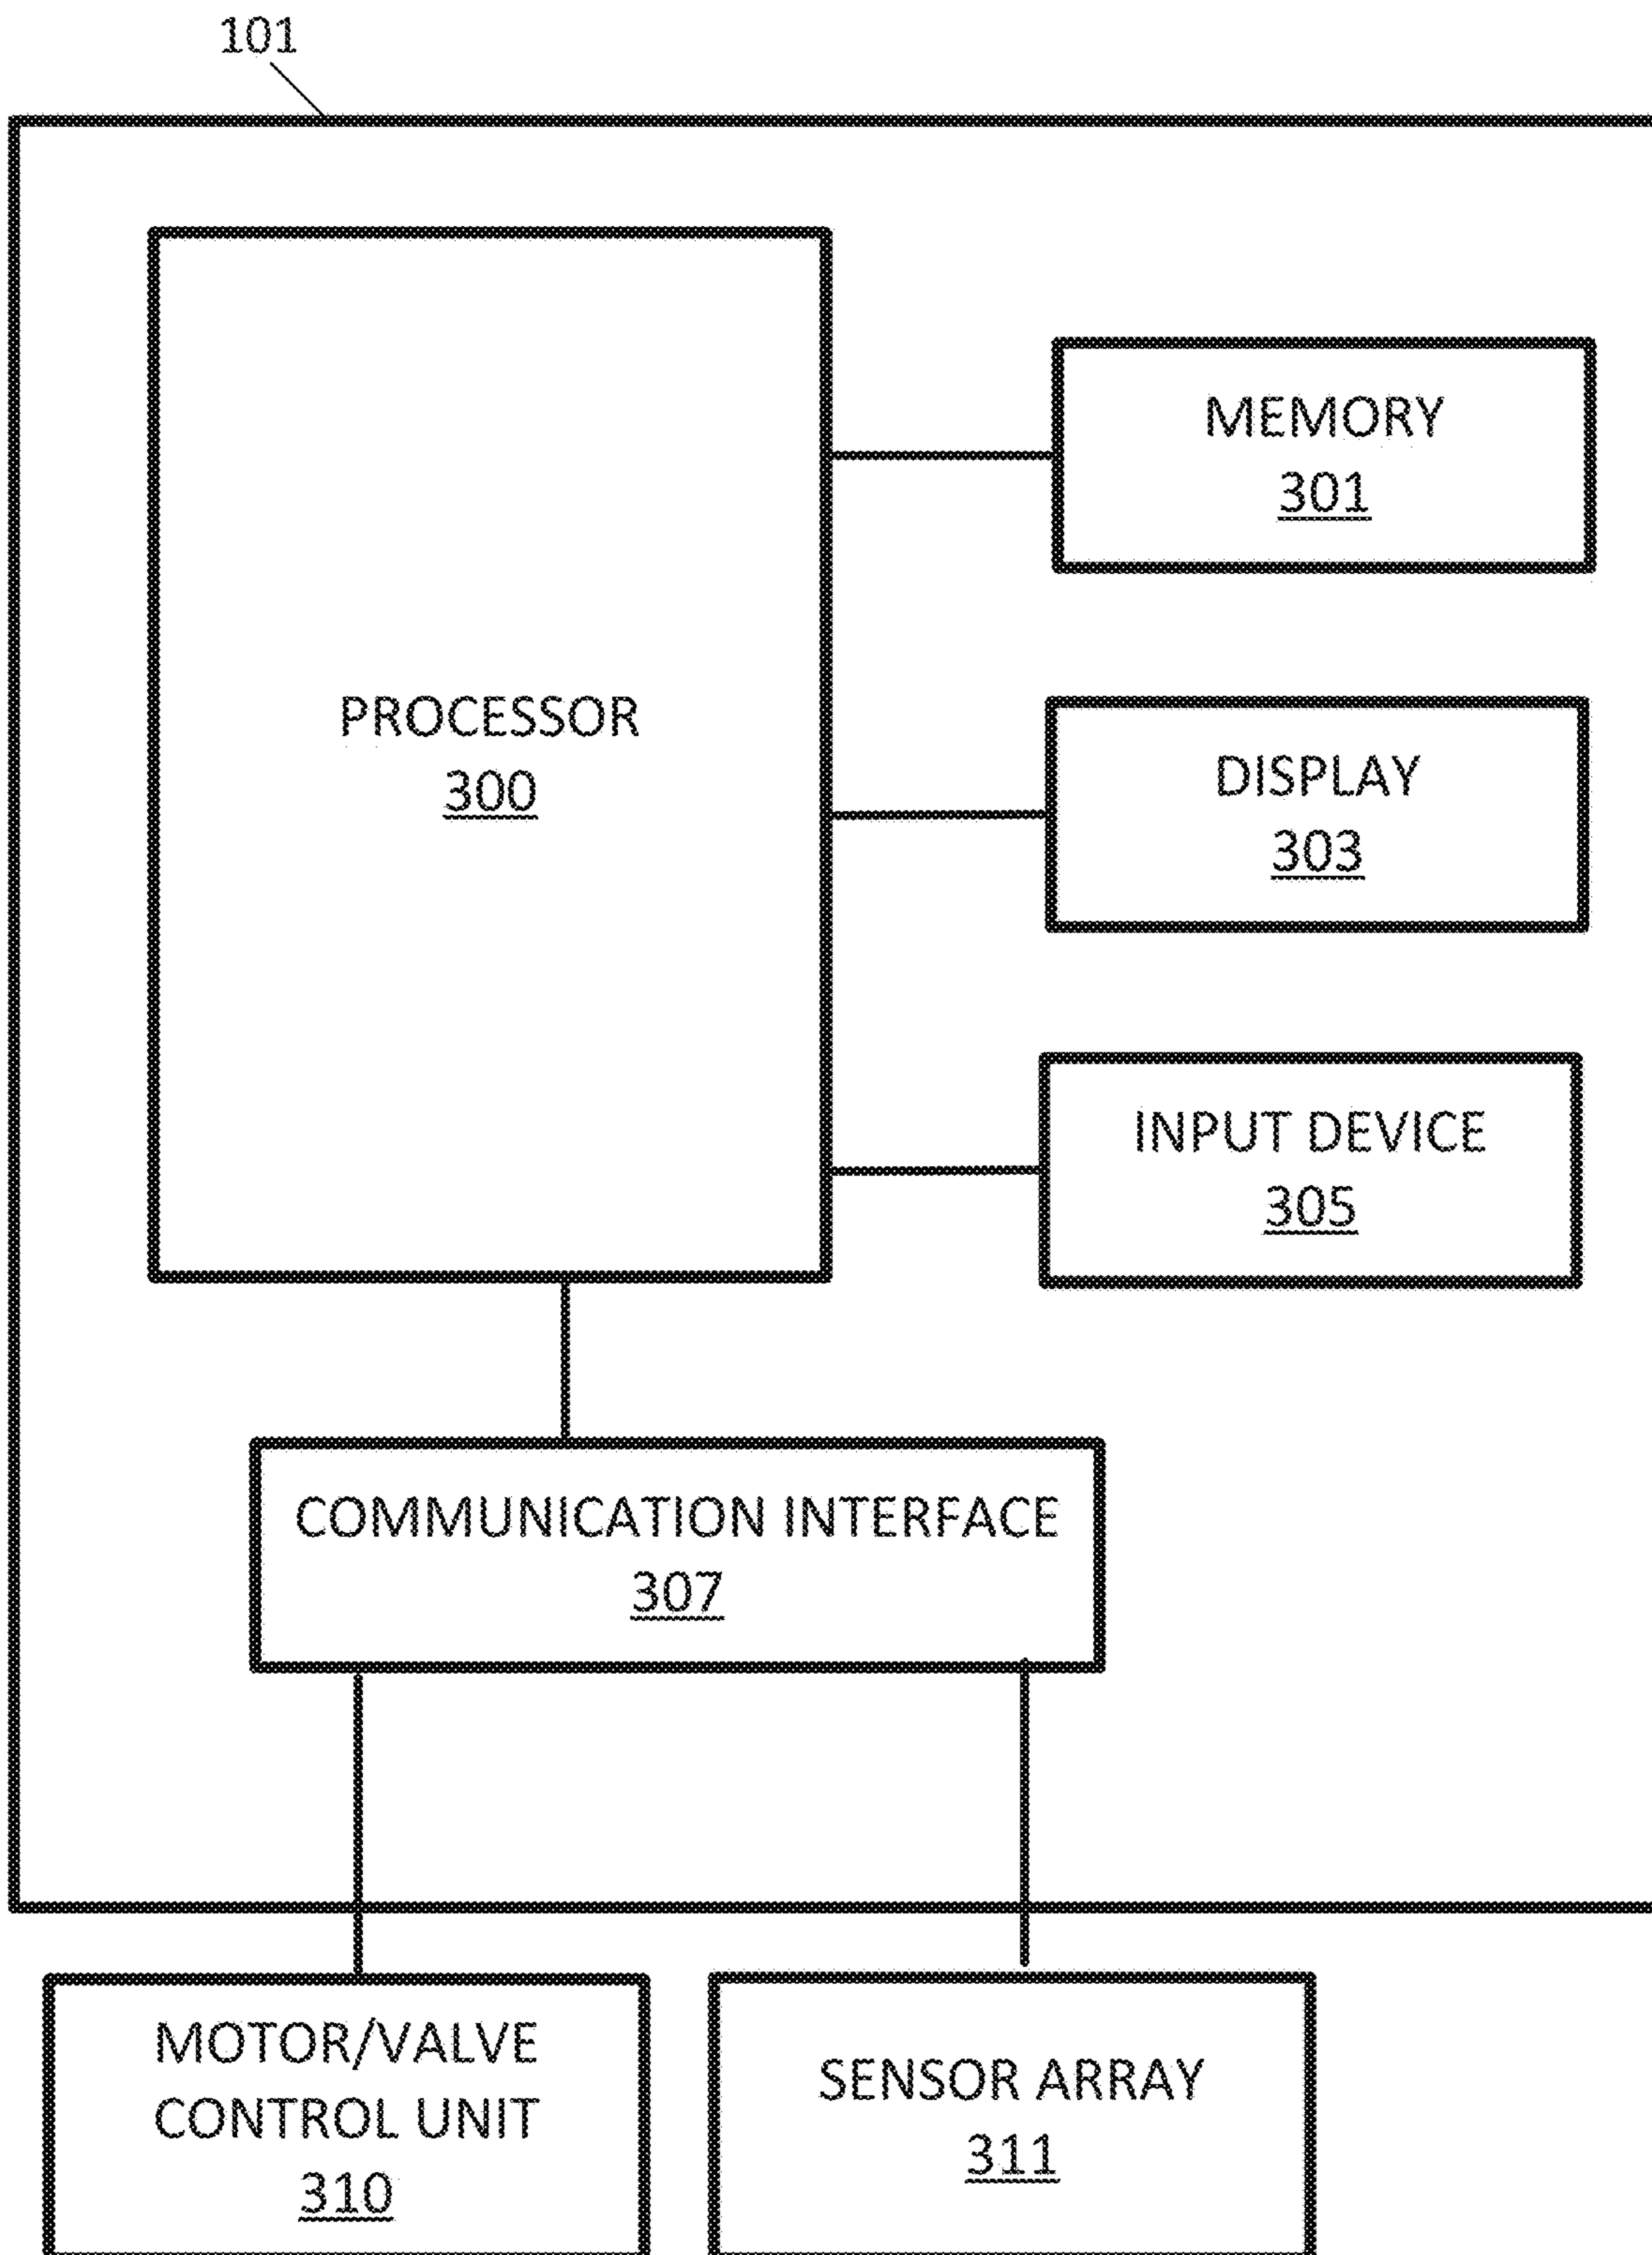 101
PROCESSOR
300
MEMORY
301
DISPLAY
303
INPUT DEVICE
305
COMMUNICATION INTERFACE
307
MOTOR/VALVE
CONTROL UNIT
310
SENSOR ARRAY
311